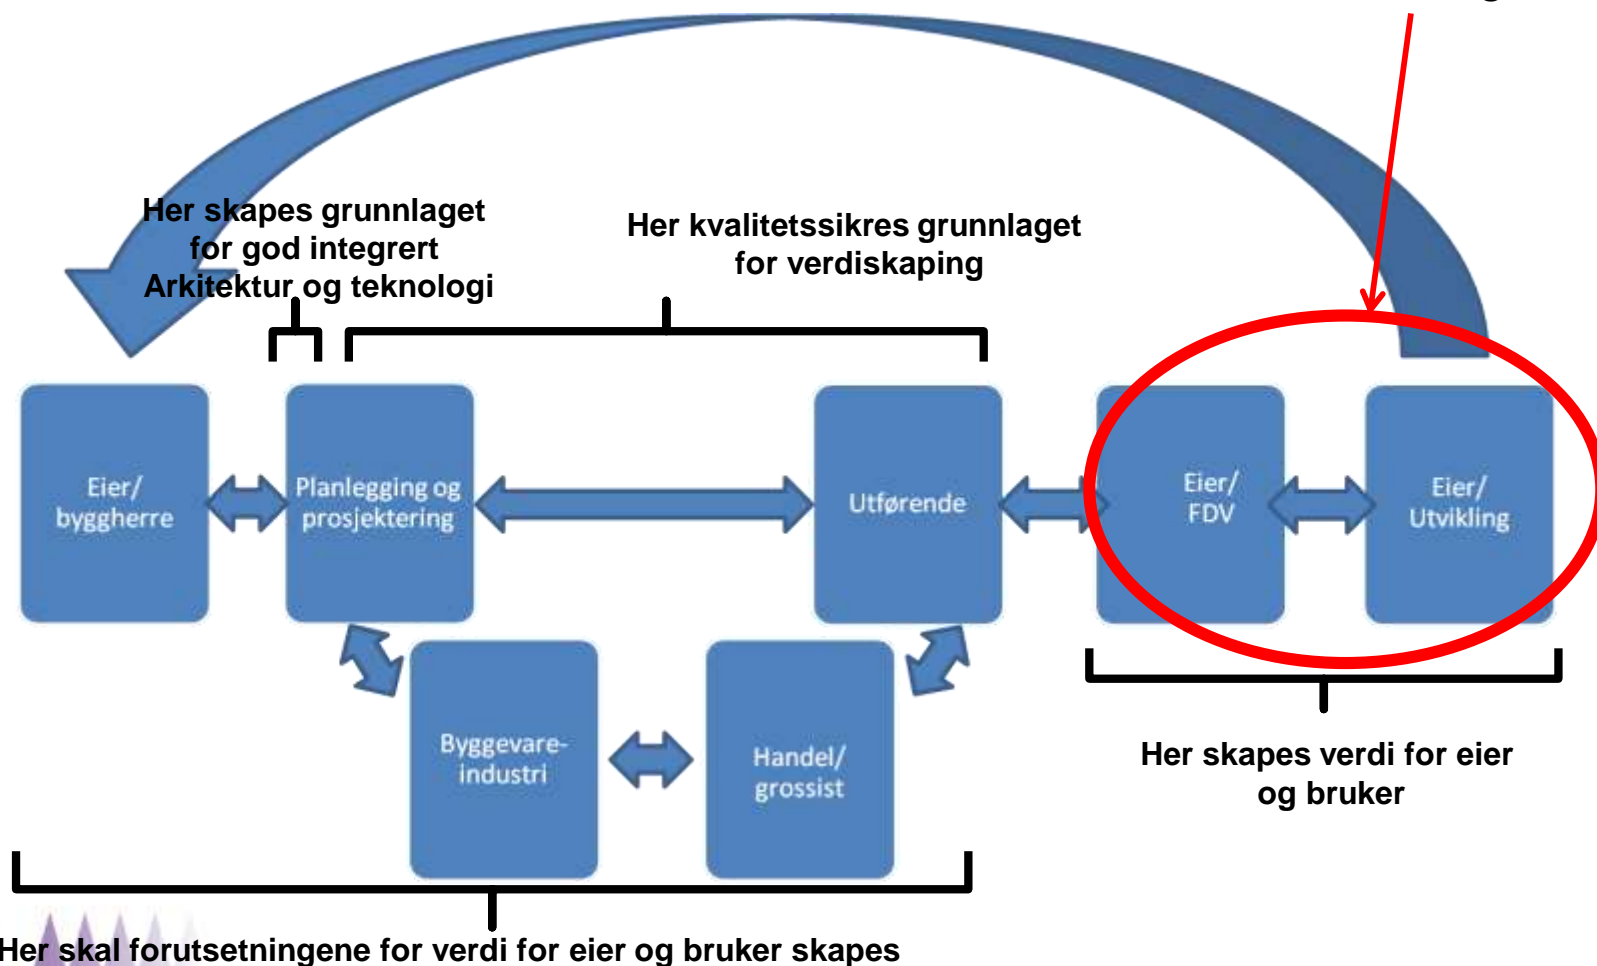 Her skapes grunnlaget
for god integrert
Arkitektur og teknologi
Her kvalitetssikres grunnlaget
for verdiskaping
Eier/
byggherre
Planlegging og
prosjektering
Utførende
Eier/
FDV
Eier/
Utvikling
Byggevare-
industri
Handel/
grossist
Her skapes verdi for eier
og bruker
Her skal forutsetningene for verdi for eier og bruker skapes